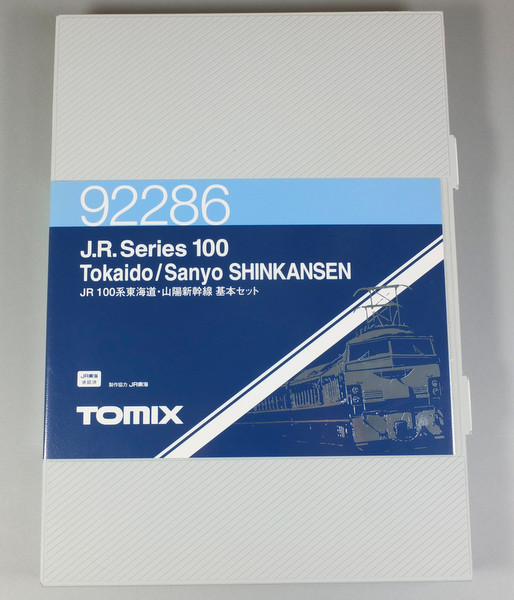 92286
J.R. Series 100
Tokaido/Sanyo SHINKANSEN
JR 100系東海道・山陽新幹線 基本セット
JR東海
承認済
製作協力 JR東海
TOMIX